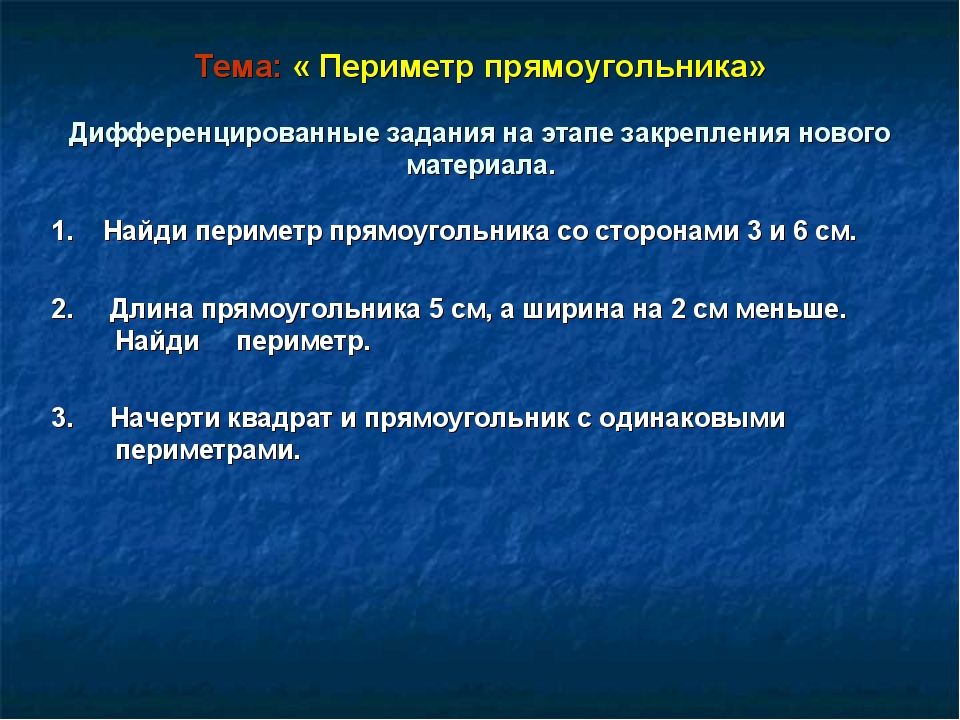 Тема: « Периметр прямоугольника»
Дифференцированные задания на этапе закрепления нового
материала.
1. Найди периметр прямоугольника со сторонами 3 и 6 см.
2. Длина прямоугольника 5 см, а ширина на 2 см меньше.
Найди периметр.
3. Начерти квадрат и прямоугольник с одинаковыми
периметрами.